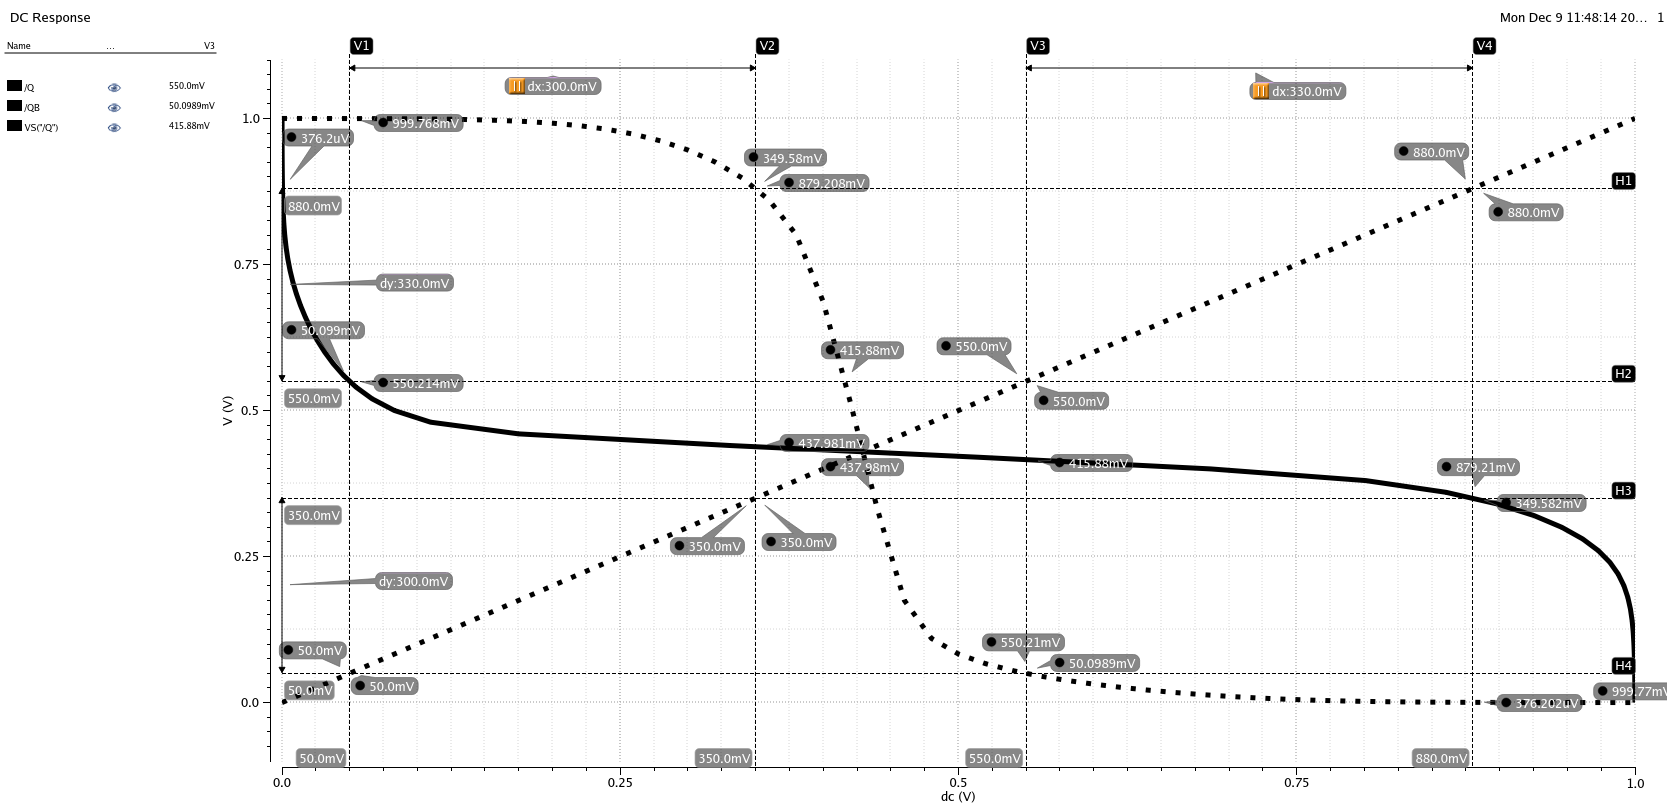 DC Response
Mon Dec 9 11:48:14 20... 1
Name ... V3
/Q 550.0mV
/QB 50.0989mV
VS("/Q") 415.88mV
V1 V2 V3 V4
dx:300.0mV
dx:330.0mV
1.0
999.768mV
376.2uV
349.58mV
880.0mV
879.208mV
H1
880.0mV
880.0mV
0.75
dy:330.0mV
50.099mV
415.88mV
550.0mV
H2
550.214mV
550.0mV
550.0mV
V (V)
0.5
437.981mV
437.98mV
415.88mV
879.21mV
H3
349.582mV
350.0mV
350.0mV
350.0mV
0.25
dy:300.0mV
50.0mV
550.21mV
50.0989mV
H4
50.0mV
50.0mV
999.77m
0.0
376.202uV
50.0mV 350.0mV 550.0mV 880.0mV
0.0 0.25 0.5 0.75 1.0
dc (V)